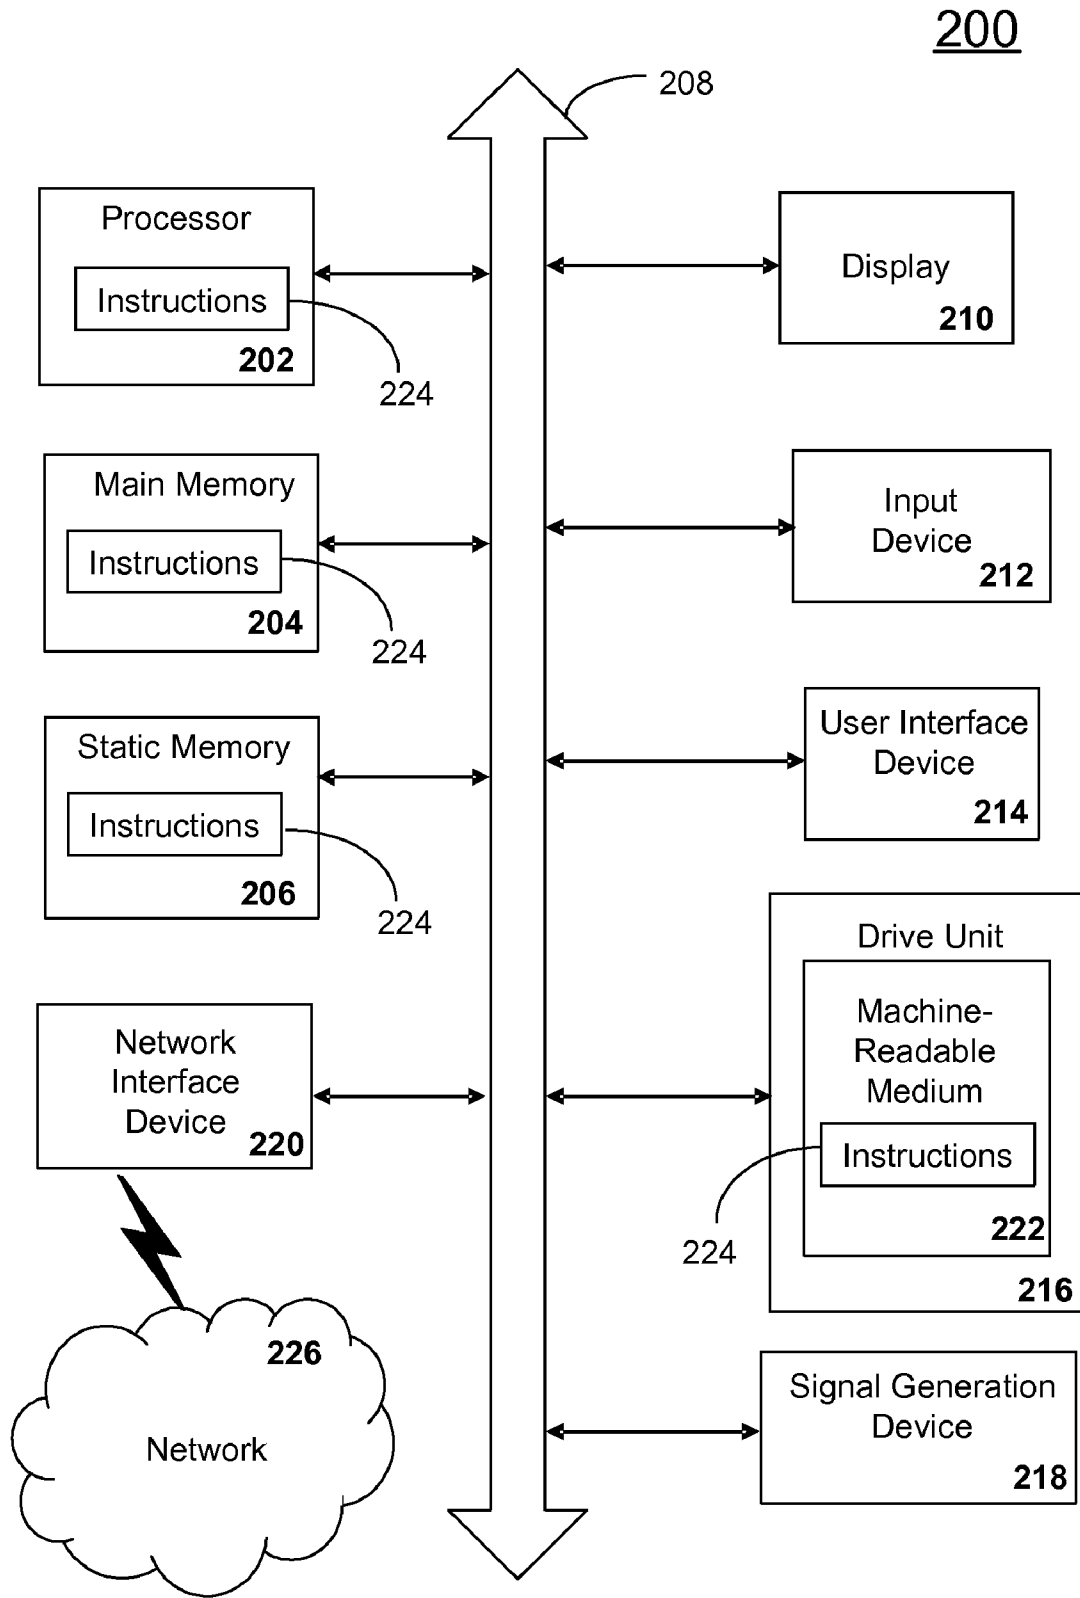 200
208
Processor
Instructions
202
224
Main Memory
Instructions
204
224
Static Memory
Instructions
206
224
Network
Interface
Device
220
226
Network
Display
210
Input
Device
212
User Interface
Device
214
Drive Unit
Machine-
Readable
Medium
Instructions
222
224
216
Signal Generation
Device
218